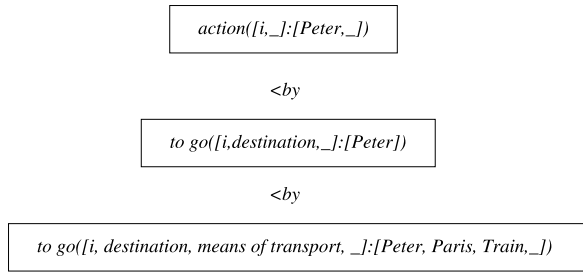 action([i,_]:[Peter,_])
<by
to go([i,destination,_]:[Peter])
<by
to go([i, destination, means of transport, _]:[Peter, Paris, Train,_])